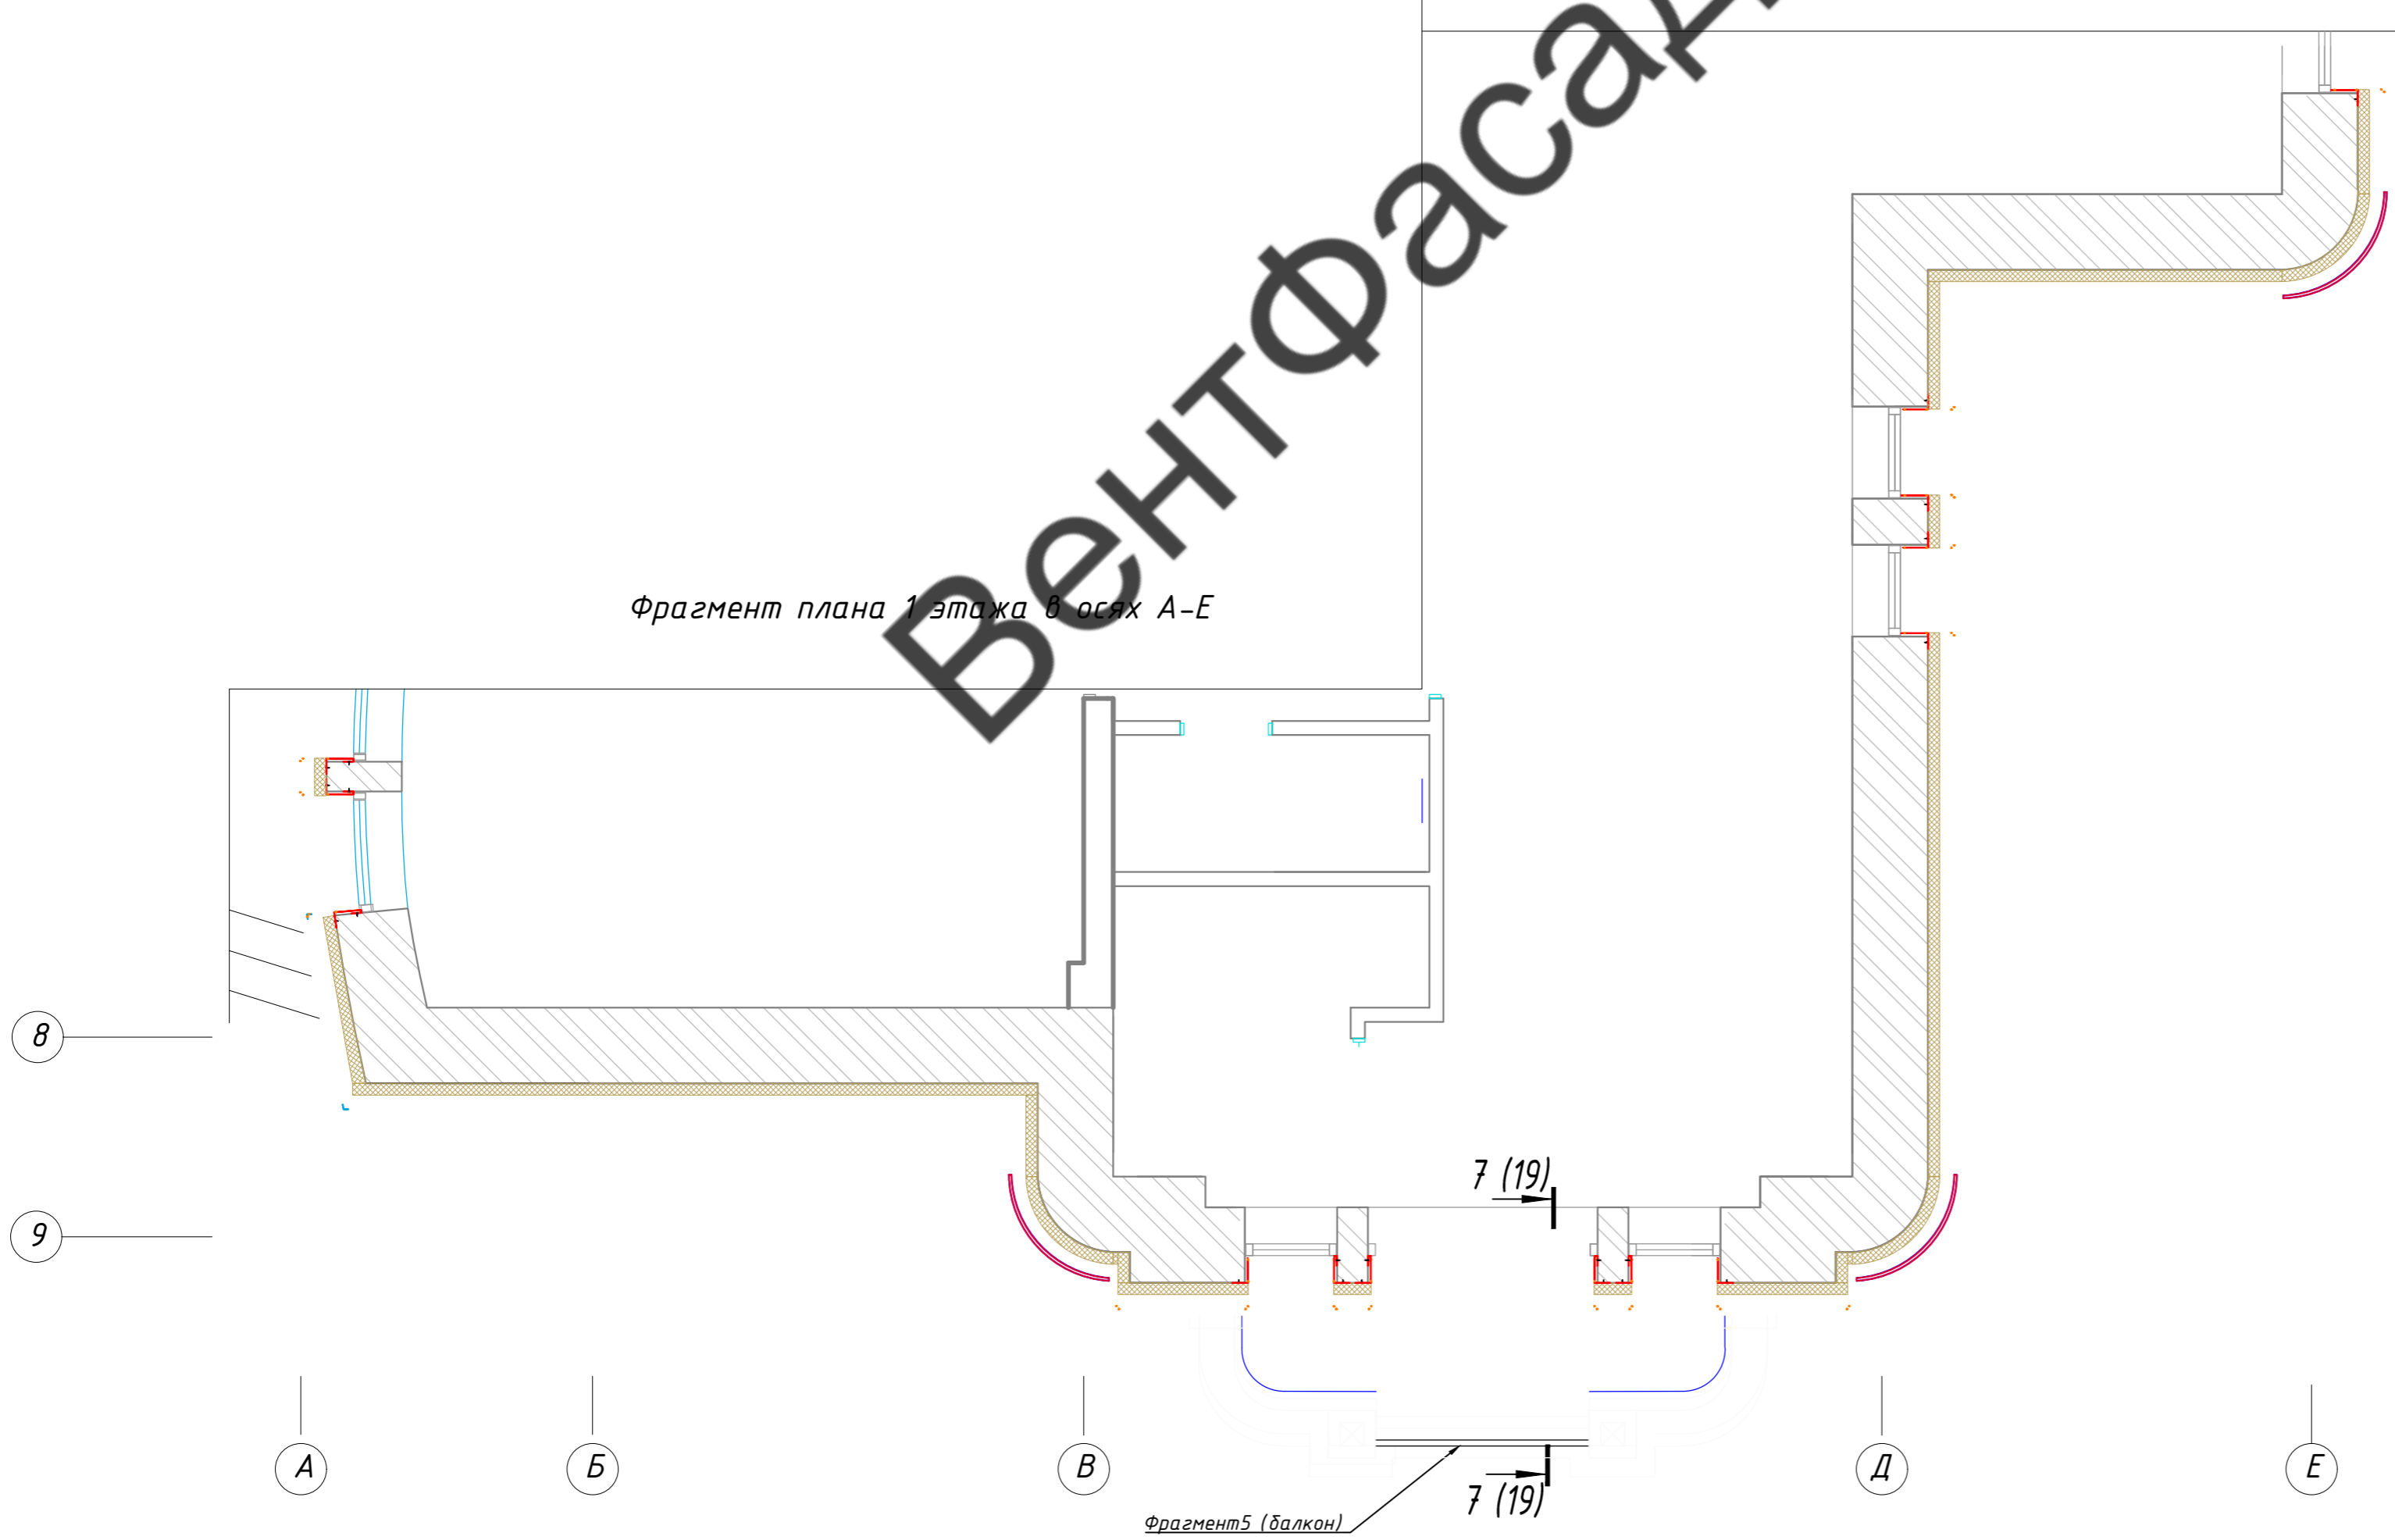 ВентФасад
Фрагмент плана 1 этажа в осях А-Е
8
7 (19)
9
А
Б
В
Д
Е
7 (19)
Фрагмент5 (балкон)